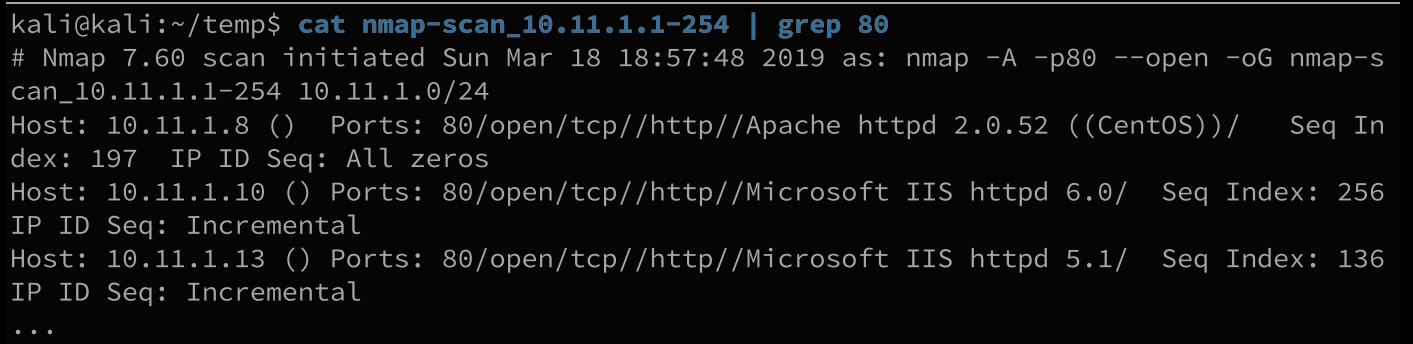 kali@kali:~/temp$ cat nmap-scan_10.11.1.1-254 | grep 80
# Nmap 7.60 scan initiated Sun Mar 18 18:57:48 2019 as: nmap -A -p80 --open -oG nmap-s
can_10.11.1.1-254 10.11.1.0/24
Host: 10.11.1.8 ()  Ports: 80/open/tcp//http//Apache httpd 2.0.52 ((CentOS))/   Seq In
dex: 197  IP ID Seq: All zeros
Host: 10.11.1.10 () Ports: 80/open/tcp//http//Microsoft IIS httpd 6.0/  Seq Index: 256
IP ID Seq: Incremental
Host: 10.11.1.13 () Ports: 80/open/tcp//http//Microsoft IIS httpd 5.1/  Seq Index: 136
IP ID Seq: Incremental
...